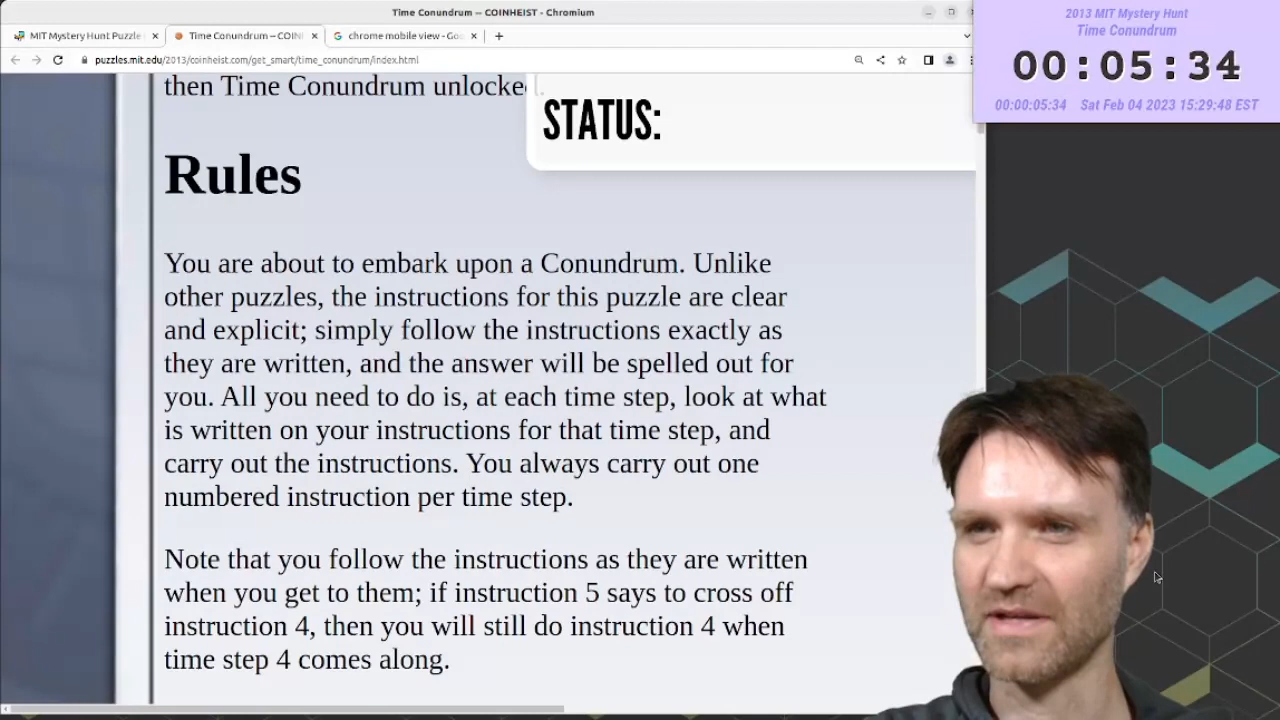 Time Conundrum — COINHEIST - Chromium
MIT Mystery Hunt Puzzle
Time Conundrum — COIN
chrome mobile view - Goo
puzzles.mit.edu/2013/coinheist.com/get_smart/time_conundrum/index.html
2013 MIT Mystery Hunt
Time Conundrum
00:05:34
00:00:05:34 Sat Feb 04 2023 15:29:48 EST
then Time Conundrum unlocked.
STATUS:
Rules
You are about to embark upon a Conundrum. Unlike
other puzzles, the instructions for this puzzle are clear
and explicit; simply follow the instructions exactly as
they are written, and the answer will be spelled out for
you. All you need to do is, at each time step, look at what
is written on your instructions for that time step, and
carry out the instructions. You always carry out one
numbered instruction per time step.
Note that you follow the instructions as they are written
when you get to them; if instruction 5 says to cross off
instruction 4, then you will still do instruction 4 when
time step 4 comes along.